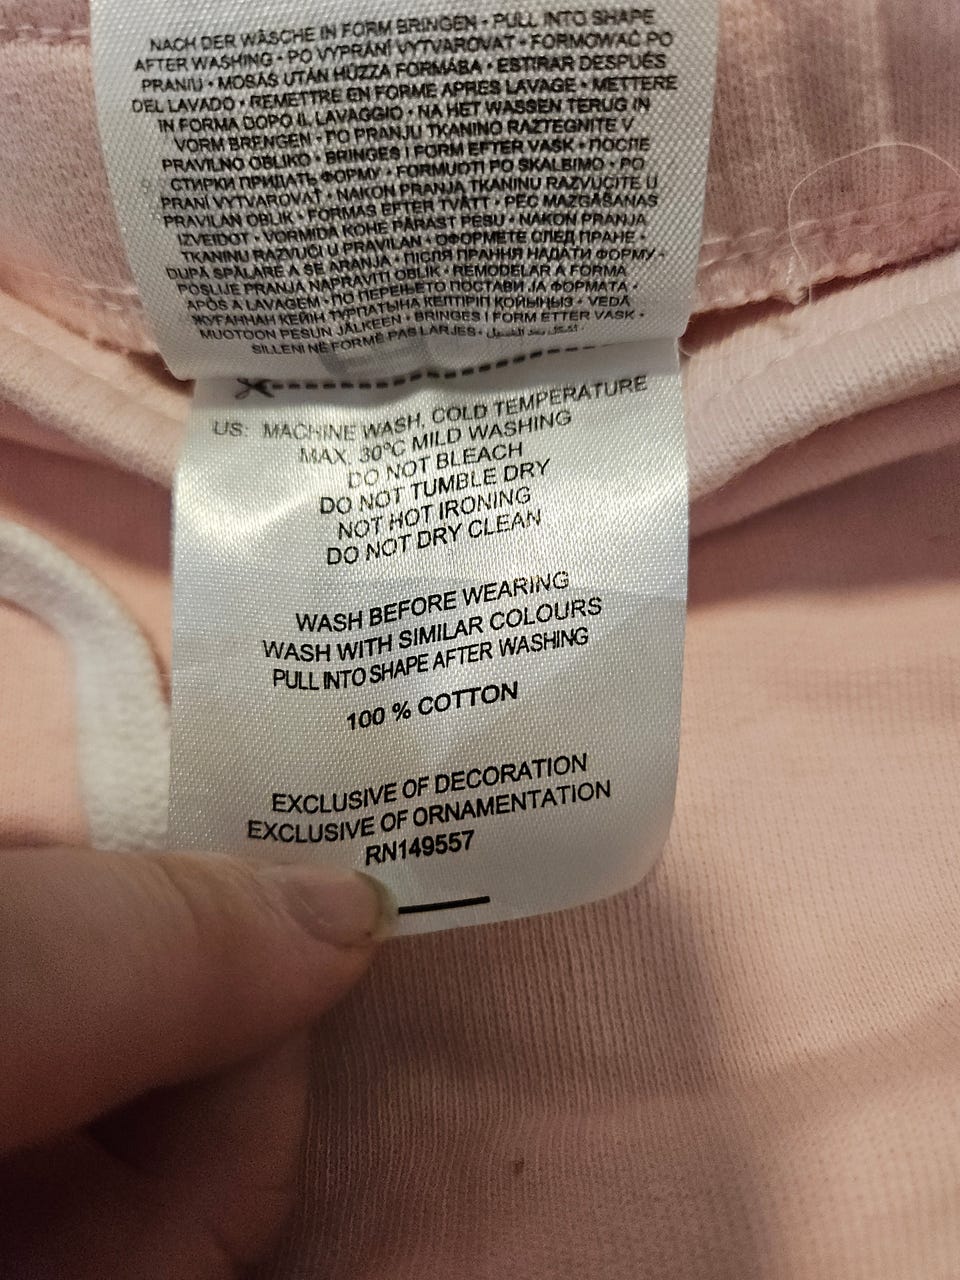 NACH DER WÄSCHE IN FORM BRINGEN • PULL INTO SHAPE
AFTER WASHING • PO VYPRÁNÍ VYTVAROVAT • FORMOWAĆ PO
PRANIU • MOSÁS UTÁN HÚZZA FORMÁBA • ESTIRAR DESPUÉS
DEL LAVADO • REMETTRE EN FORME APRES LAVAGE • METTERE
IN FORMA DOPO IL LAVAGGIO • NA HET WASSEN TERUG IN
VORM BRENGEN • PO PRANJU TKANINO RAZTEGNITE V
PRAVILNO OBLIKO • BRINGES I FORM EFTER VASK • ПОСЛЕ
СТИРКИ ПРИДАТЬ ФОРМУ • FORMUOTI PO SKALBIMO • PO
PRANÍ VYTVAROVAŤ • NAKON PRANJA TKANINU RAZVUCITE U
PRAVILAN OBLIK • FORMAS EFTER TVÄTT • PĒC MAZGĀŠANAS
IZVEIDOT • VORMIDA KOHE PÄRAST PESU • NAKON PRANJA
TKANINU RAZVUCI U PRAVILAN • ОФОРМЕТЕ СЛЕД ПРАНЕ •
DUPĂ SPĂLARE A SE ARANJA • ПІСЛЯ ПРАННЯ НАДАТИ ФОРМУ •
POSLIJE PRANJA NAPRAVITI OBLIK • REMODELAR A FORMA
APÓS A LAVAGEM • ПО ПЕРЕЊЕТО ПОСТАВИ ЈА ФОРМАТА •
ЖУҒАННАН КЕЙІН ТҰРПАТЫНА КЕЛТІРІП ҚОЙЫҢЫЗ • VEDÄ
MUOTOON PESUN JÄLKEEN • BRINGES I FORM ETTER VASK •
SILLENI NË FORMË PAS LARJES •
US: MACHINE WASH, COLD TEMPERATURE
MAX. 30°C MILD WASHING
DO NOT BLEACH
DO NOT TUMBLE DRY
NOT HOT IRONING
DO NOT DRY CLEAN
WASH BEFORE WEARING
WASH WITH SIMILAR COLOURS
PULL INTO SHAPE AFTER WASHING
100 % COTTON
EXCLUSIVE OF DECORATION
EXCLUSIVE OF ORNAMENTATION
RN149557